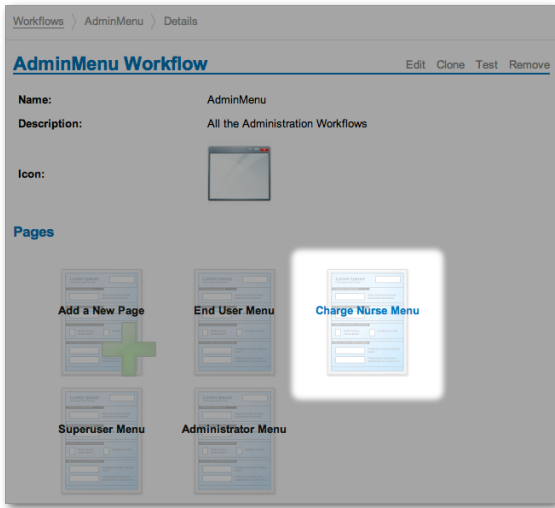 Workflows 〉 AdminMenu 〉 Details
AdminMenu Workflow
Edit Clone Test Remove
Name: AdminMenu
Description: All the Administration Workflows
Icon:
Pages
Add a New Page
End User Menu
Charge Nurse Menu
Superuser Menu
Administrator Menu